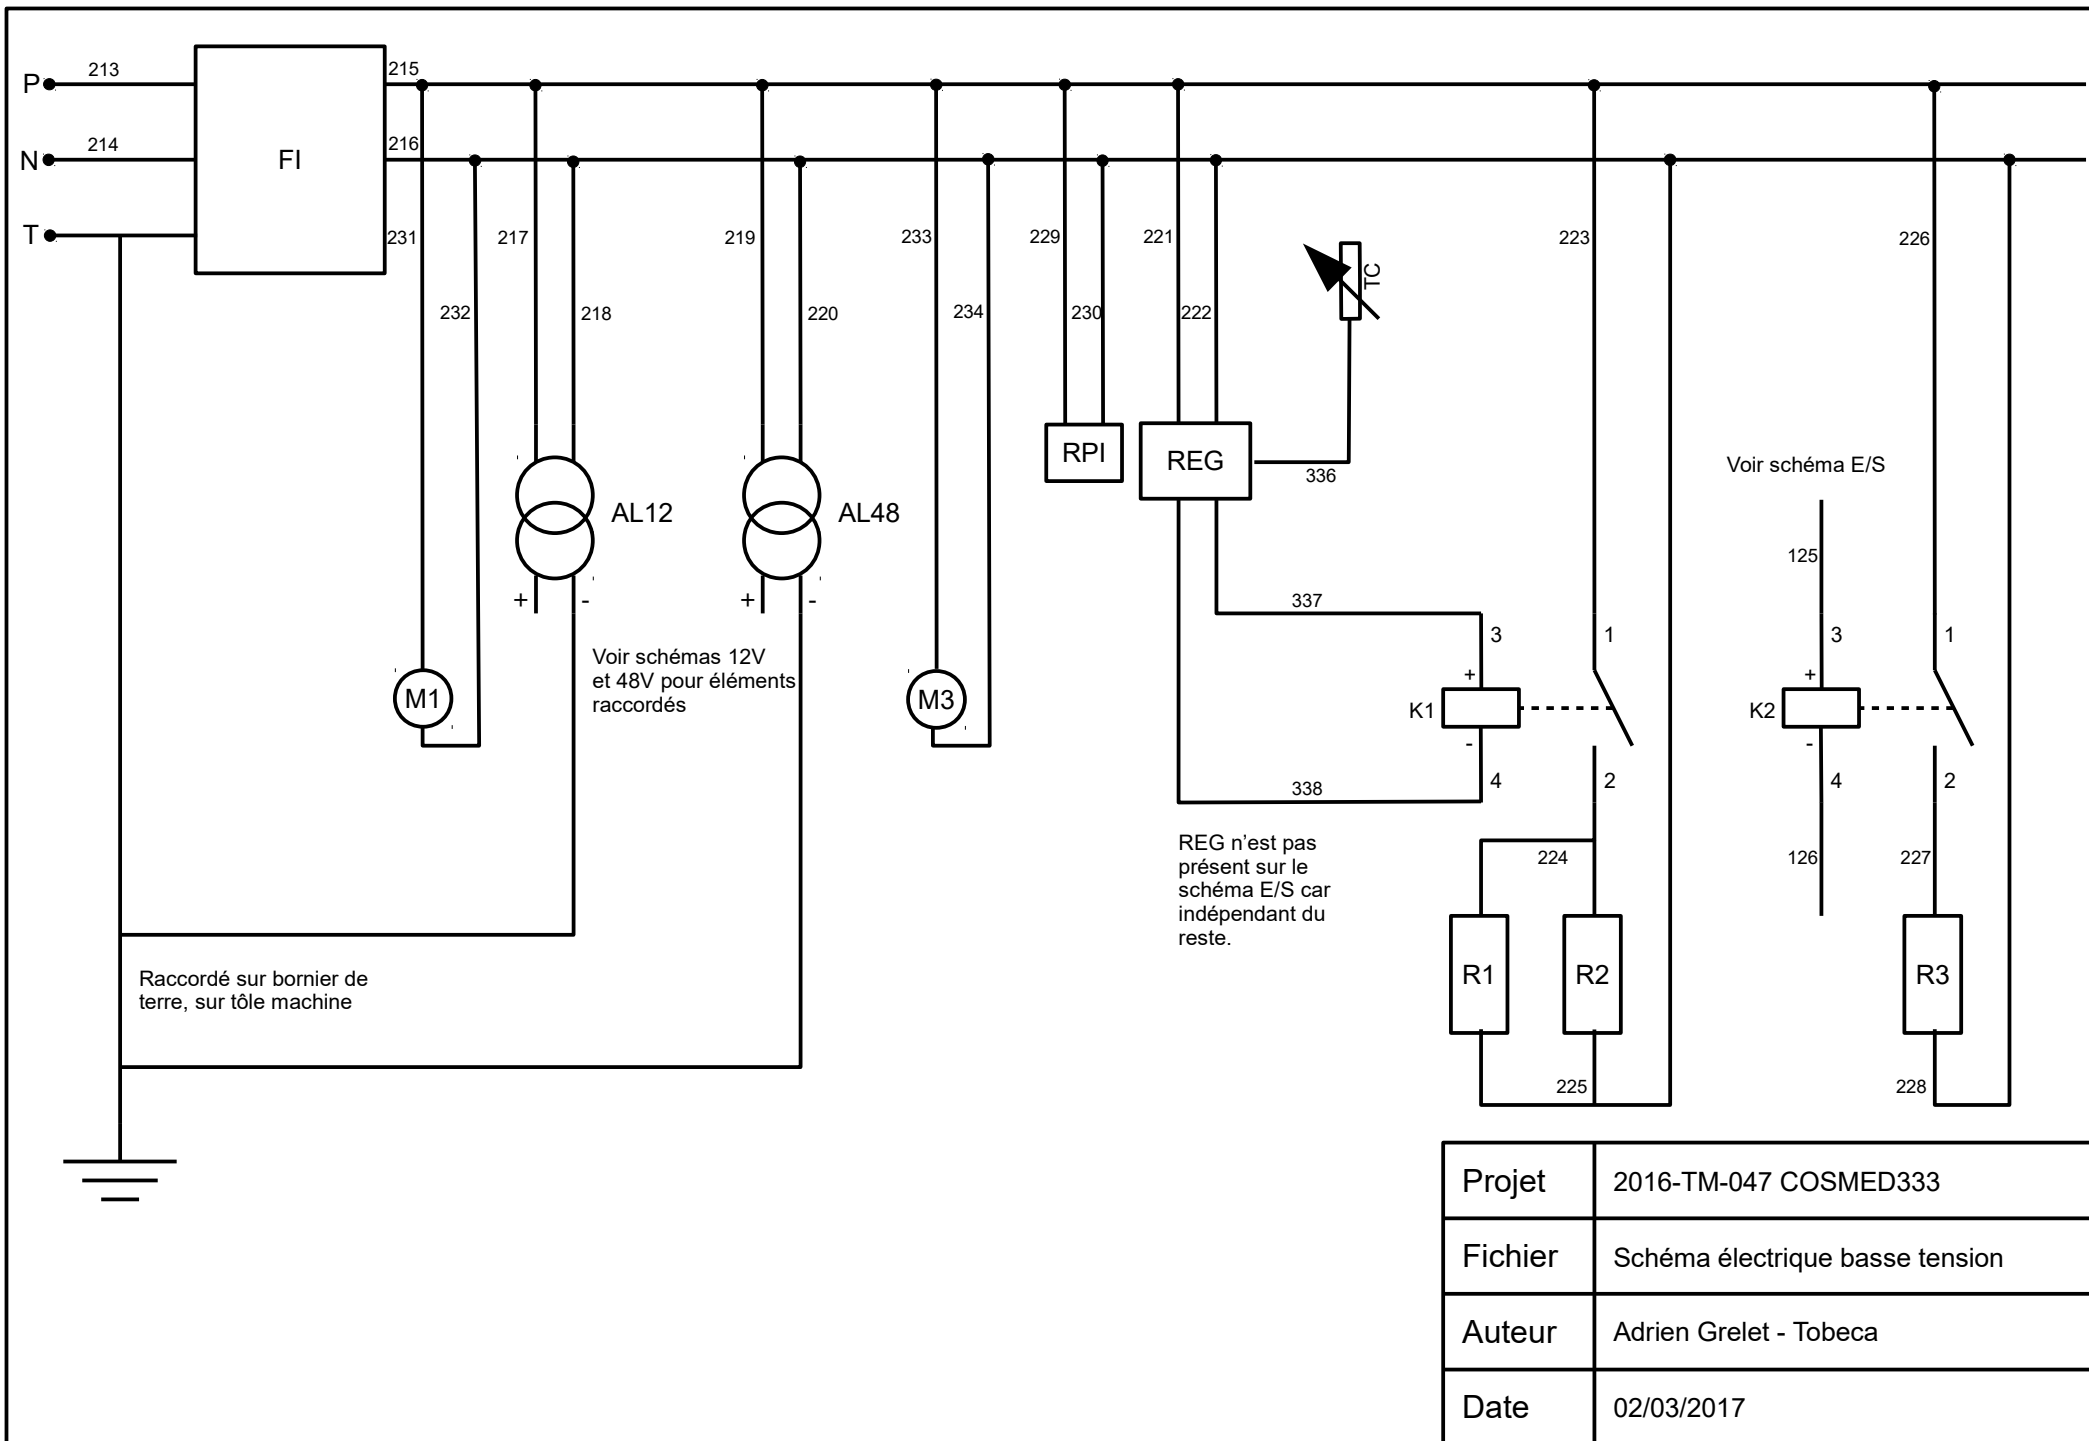 213
215
P
214
216
N
FI
T
231
217
219
233
229
221
223
226
TC
232
218
220
234
230
222
RPI
REG
Voir schéma E/S
336
AL12
AL48
125
+
-
+
-
337
3
1
3
1
Voir schémas 12V
et 48V pour éléments
raccordés
+
+
M1
M3
K1
K2
-
-
338
4
2
4
2
REG n’est pas
présent sur le
schéma E/S car
indépendant du
reste.
224
126
227
Raccordé sur bornier de
terre, sur tôle machine
R1
R2
R3
225
228
Projet 2016-TM-047 COSMED333
Fichier Schéma électrique basse tension
Auteur Adrien Grelet - Tobeca
Date 02/03/2017